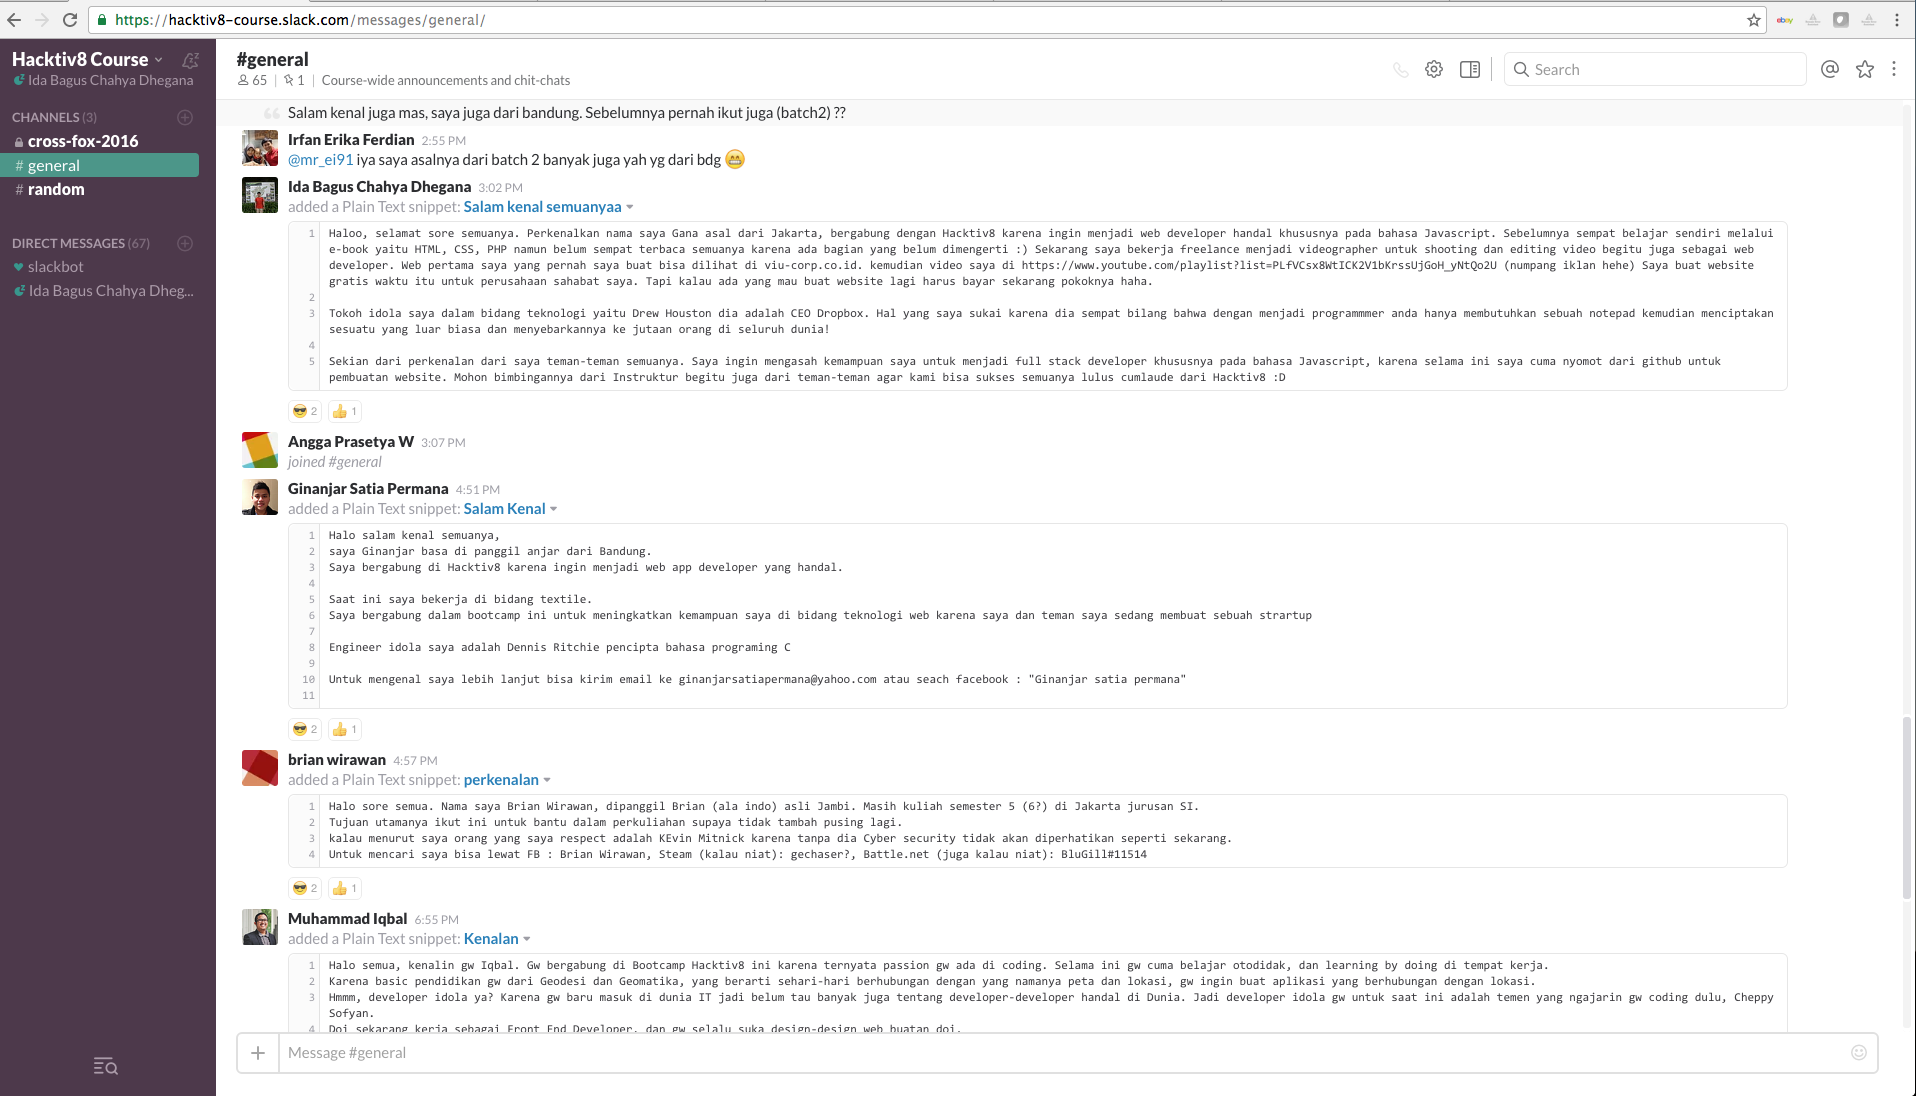 https://hacktiv8-course.slack.com/messages/general/
ebay
Hacktiv8 Course
Ida Bagus Chahya Dhegana
CHANNELS (3)
cross-fox-2016
# general
# random
DIRECT MESSAGES (67)
slackbot
Ida Bagus Chahya Dheg...
#general
65 | 1 | Course-wide announcements and chit-chats
Search
Salam kenal juga mas, saya juga dari bandung. Sebelumnya pernah ikut juga (batch2) ??
Irfan Erika Ferdian 2:55 PM
@mr_ei91 iya saya asalnya dari batch 2 banyak juga yah yg dari bdg 😁
Ida Bagus Chahya Dhegana 3:02 PM
added a Plain Text snippet: Salam kenal semuanyaa
1 Haloo, selamat sore semuanya. Perkenalkan nama saya Gana asal dari Jakarta, bergabung dengan Hacktiv8 karena ingin menjadi web developer handal khususnya pada bahasa Javascript. Sebelumnya sempat belajar sendiri melalui
e-book yaitu HTML, CSS, PHP namun belum sempat terbaca semuanya karena ada bagian yang belum dimengerti :) Sekarang saya bekerja freelance menjadi videographer untuk shooting dan editing video begitu juga sebagai web
developer. Web pertama saya yang pernah saya buat bisa dilihat di viu-corp.co.id. kemudian video saya di https://www.youtube.com/playlist?list=PLfVCsx8WtICK2V1bKrssUjGoH_yNtQo2U (numpang iklan hehe) Saya buat website
gratis waktu itu untuk perusahaan sahabat saya. Tapi kalau ada yang mau buat website lagi harus bayar sekarang pokoknya haha.
2
3 Tokoh idola saya dalam bidang teknologi yaitu Drew Houston dia adalah CEO Dropbox. Hal yang saya sukai karena dia sempat bilang bahwa dengan menjadi programmmer anda hanya membutuhkan sebuah notepad kemudian menciptakan
sesuatu yang luar biasa dan menyebarkannya ke jutaan orang di seluruh dunia!
4
5 Sekian dari perkenalan dari saya teman-teman semuanya. Saya ingin mengasah kemampuan saya untuk menjadi full stack developer khususnya pada bahasa Javascript, karena selama ini saya cuma nyomot dari github untuk
pembuatan website. Mohon bimbingannya dari Instruktur begitu juga dari teman-teman agar kami bisa sukses semuanya lulus cumlaude dari Hacktiv8 :D
😎 2 👍 1
Angga Prasetya W 3:07 PM
joined #general
Ginanjar Satia Permana 4:51 PM
added a Plain Text snippet: Salam Kenal
1 Halo salam kenal semuanya,
2 saya Ginanjar basa di panggil anjar dari Bandung.
3 Saya bergabung di Hacktiv8 karena ingin menjadi web app developer yang handal.
4
5 Saat ini saya bekerja di bidang textile.
6 Saya bergabung dalam bootcamp ini untuk meningkatkan kemampuan saya di bidang teknologi web karena saya dan teman saya sedang membuat sebuah strartup
7
8 Engineer idola saya adalah Dennis Ritchie pencipta bahasa programing C
9
10 Untuk mengenal saya lebih lanjut bisa kirim email ke ginanjarsatiapermana@yahoo.com atau seach facebook : "Ginanjar satia permana"
11
😎 2 👍 1
brian wirawan 4:57 PM
added a Plain Text snippet: perkenalan
1 Halo sore semua. Nama saya Brian Wirawan, dipanggil Brian (ala indo) asli Jambi. Masih kuliah semester 5 (6?) di Jakarta jurusan SI.
2 Tujuan utamanya ikut ini untuk bantu dalam perkuliahan supaya tidak tambah pusing lagi.
3 kalau menurut saya orang yang saya respect adalah KEvin Mitnick karena tanpa dia Cyber security tidak akan diperhatikan seperti sekarang.
4 Untuk mencari saya bisa lewat FB : Brian Wirawan, Steam (kalau niat): gechaser?, Battle.net (juga kalau niat): BluGill#11514
😎 2 👍 1
Muhammad Iqbal 6:55 PM
added a Plain Text snippet: Kenalan
1 Halo semua, kenalin gw Iqbal. Gw bergabung di Bootcamp Hacktiv8 ini karena ternyata passion gw ada di coding. Selama ini gw cuma belajar otodidak, dan learning by doing di tempat kerja.
2 Karena basic pendidikan gw dari Geodesi dan Geomatika, yang berarti sehari-hari berhubungan dengan yang namanya peta dan lokasi, gw ingin buat aplikasi yang berhubungan dengan lokasi.
3 Hmmm, developer idola ya? Karena gw baru masuk di dunia IT jadi belum tau banyak juga tentang developer-developer handal di Dunia. Jadi developer idola gw untuk saat ini adalah temen yang ngajarin gw coding dulu, Cheppy
Sofyan.
4 Doi sekarang kerja sebagai Front End Developer, dan gw selalu suka design-design web buatan doi.
Message #general